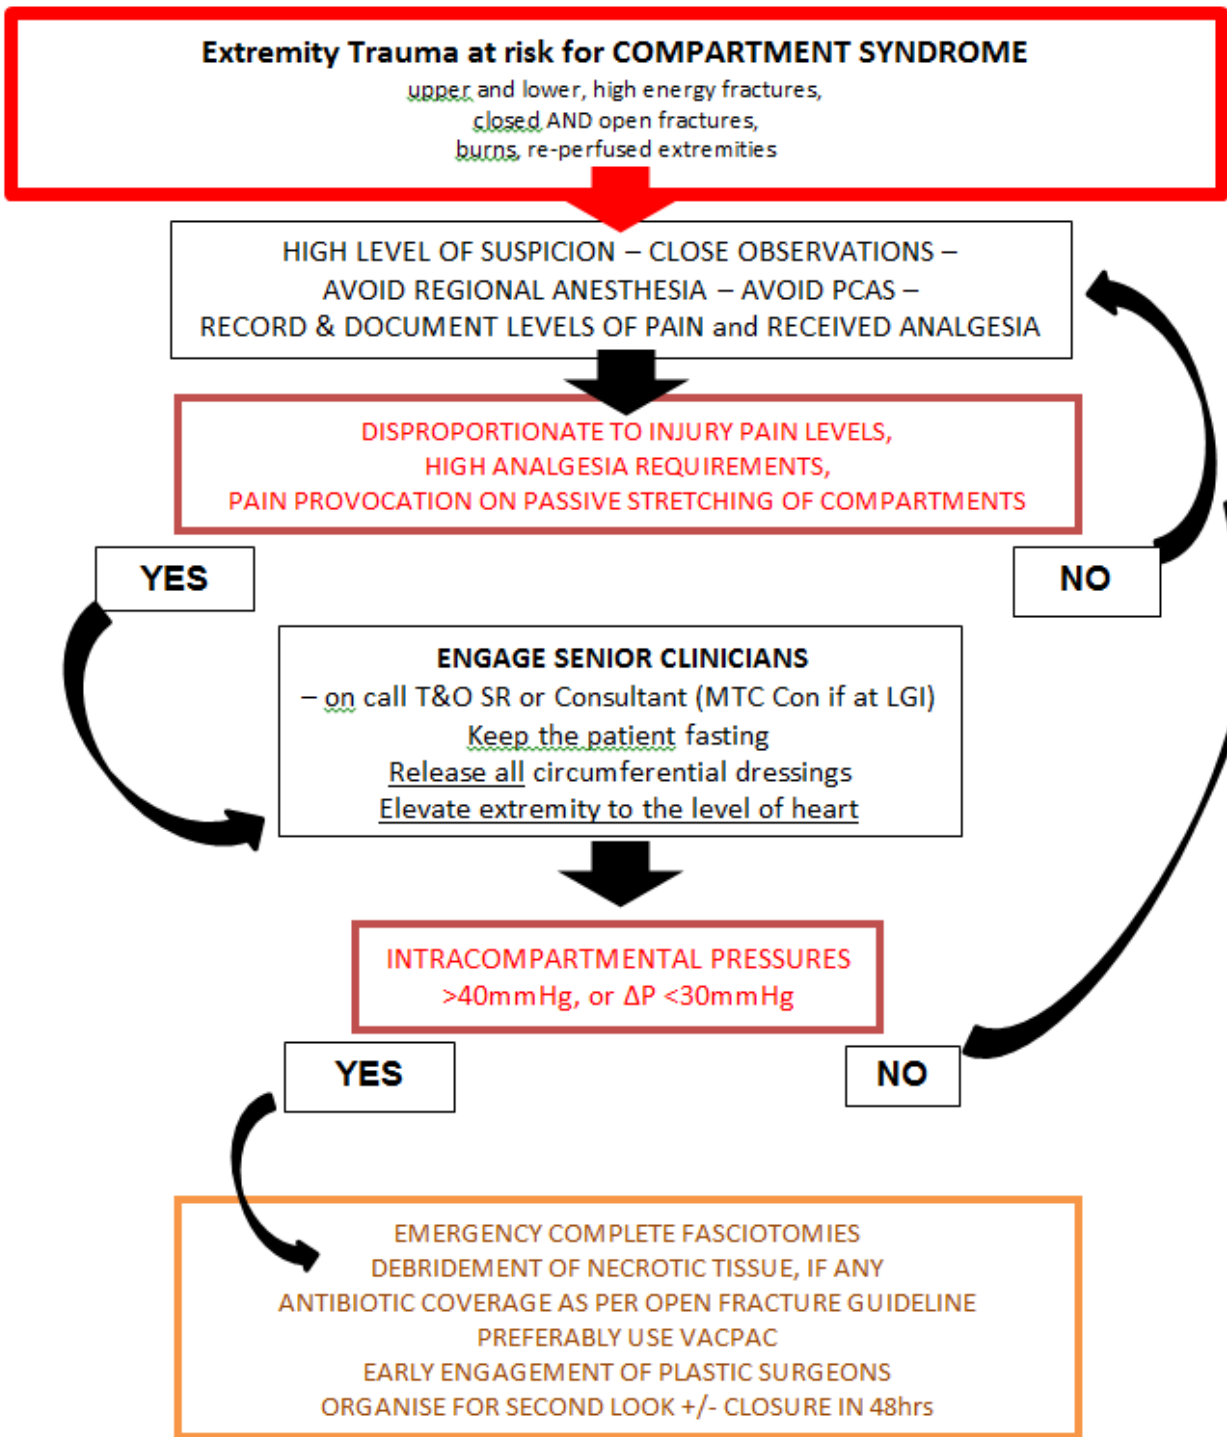 Extremity Trauma at risk for COMPARTMENT SYNDROME
upper and lower, high energy fractures,
closed AND open fractures,
burns, re-perfused extremities
HIGH LEVEL OF SUSPICION – CLOSE OBSERVATIONS –
AVOID REGIONAL ANESTHESIA – AVOID PCAS –
RECORD & DOCUMENT LEVELS OF PAIN and RECEIVED ANALGESIA
DISPROPORTIONATE TO INJURY PAIN LEVELS,
HIGH ANALGESIA REQUIREMENTS,
PAIN PROVOCATION ON PASSIVE STRETCHING OF COMPARTMENTS
YES
NO
ENGAGE SENIOR CLINICIANS
– on call T&O SR or Consultant (MTC Con if at LGI)
Keep the patient fasting
Release all circumferential dressings
Elevate extremity to the level of heart
INTRACOMPARTMENTAL PRESSURES
>40mmHg, or ΔP <30mmHg
YES
NO
EMERGENCY COMPLETE FASCIOTOMIES
DEBRIDEMENT OF NECROTIC TISSUE, IF ANY
ANTIBIOTIC COVERAGE AS PER OPEN FRACTURE GUIDELINE
PREFERABLY USE VACPAC
EARLY ENGAGEMENT OF PLASTIC SURGEONS
ORGANISE FOR SECOND LOOK +/- CLOSURE IN 48hrs